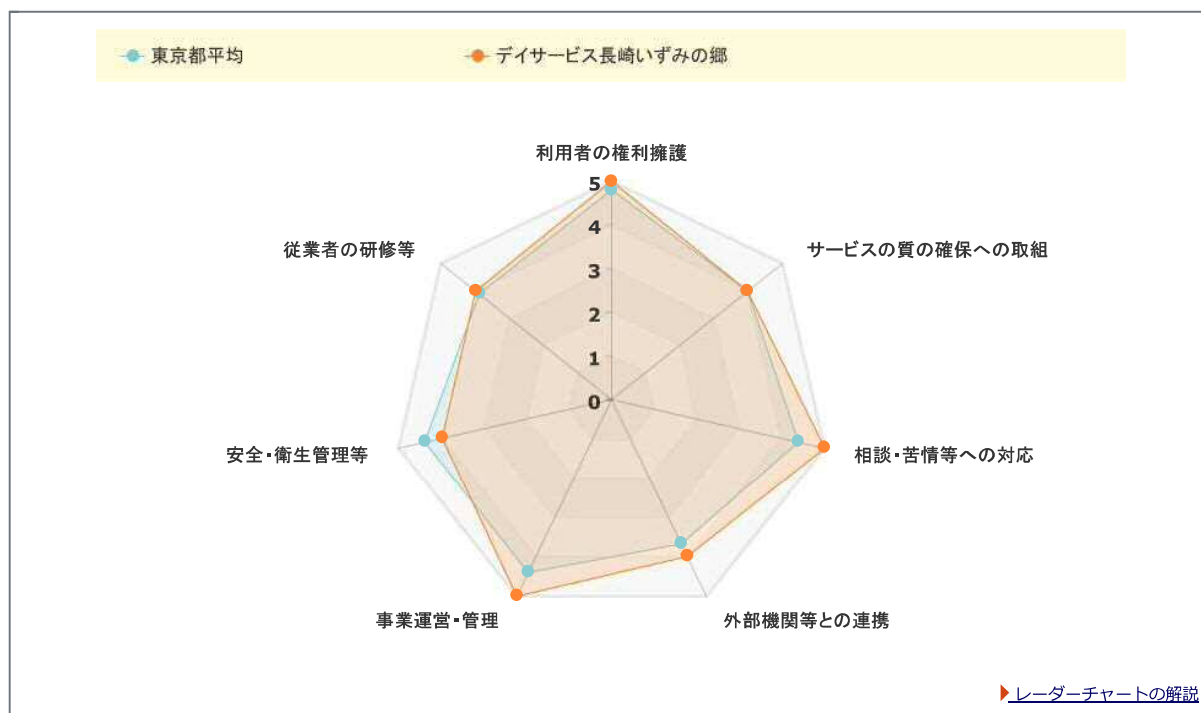 東京都平均
デイサービス長崎いずみの郷
利用者の権利擁護
サービスの質の確保への取組
相談・苦情等への対応
外部機関等との連携
事業運営・管理
安全・衛生管理等
従業者の研修等
5
4
3
2
1
0
レーダーチャートの解説